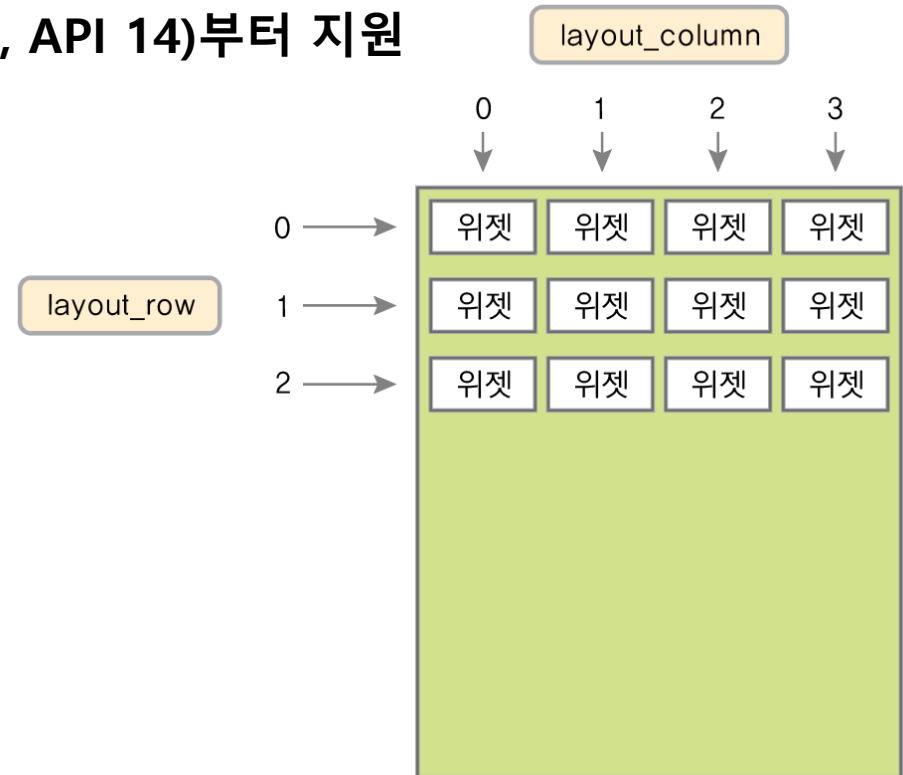 , API 14)부터 지원
layout_column
0 1 2 3
0 위젯 위젯 위젯 위젯
layout_row 1 위젯 위젯 위젯 위젯
2 위젯 위젯 위젯 위젯